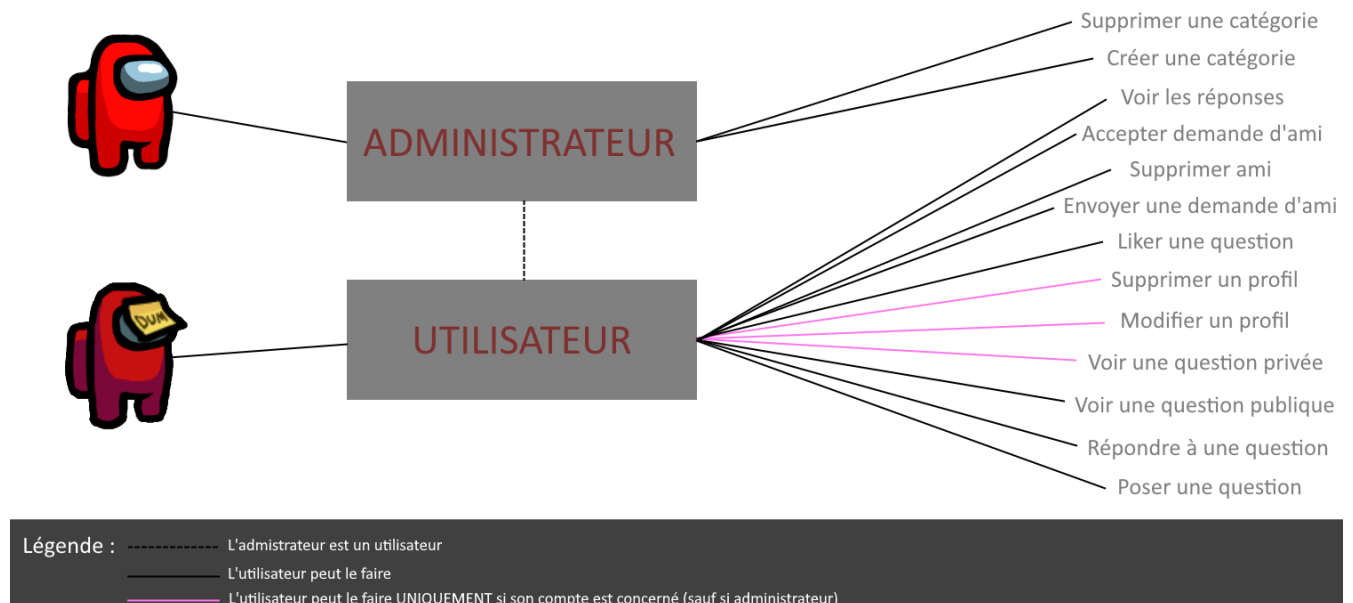 Supprimer une catégorie
Créer une catégorie
Voir les réponses
ADMINISTRATEUR
Accepter demande d'ami
Supprimer ami
Envoyer une demande d'ami
Liker une question
Supprimer un profil
DUM
Modifier un profil
UTILISATEUR
Voir une question privée
Voir une question publique
Répondre à une question
Poser une question
Légende :
L'admistrateur est un utilisateur
L'utilisateur peut le faire
L'utilisateur peut le faire UNIQUEMENT si son compte est concerné (sauf si administrateur)